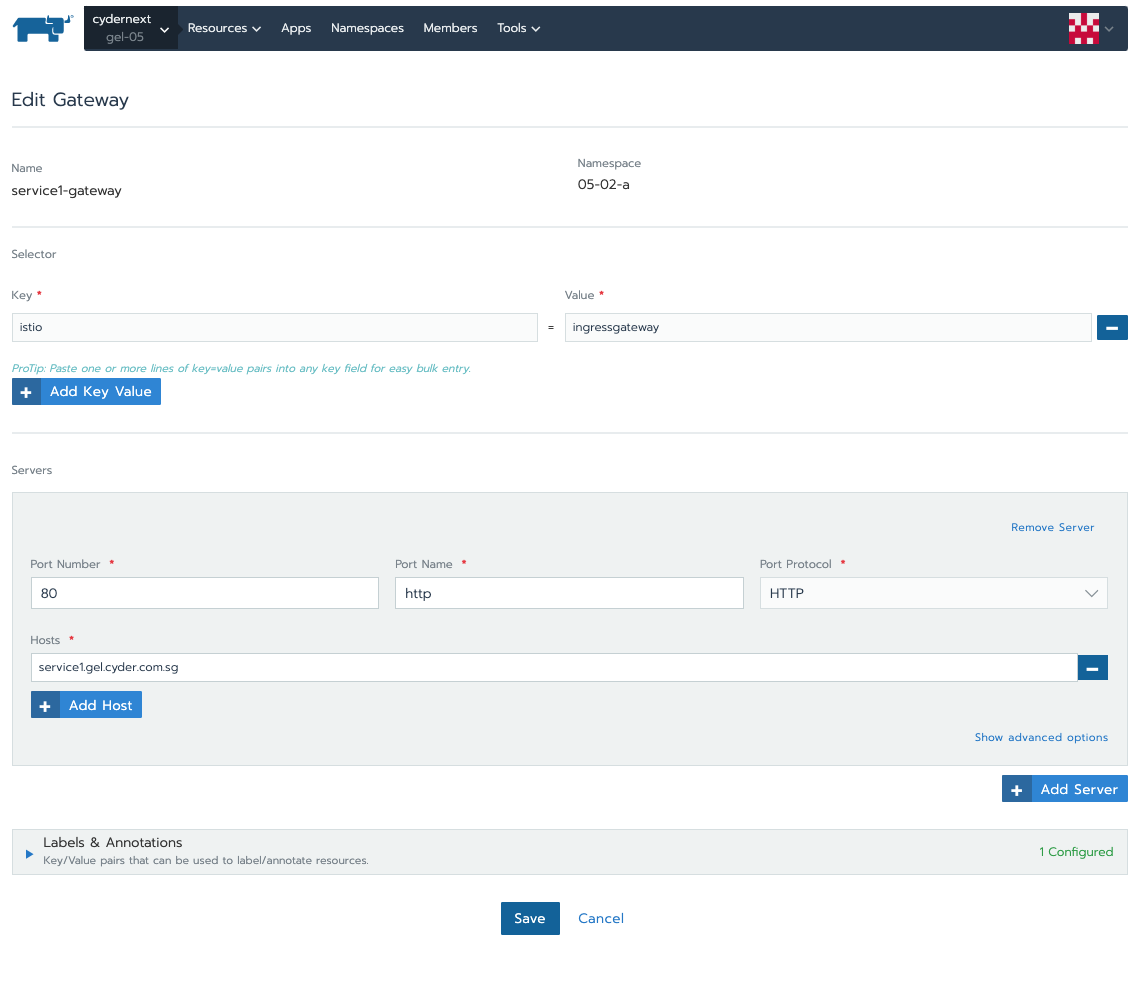 cydernext
gel-05
Resources
Apps
Namespaces
Members
Tools
Edit Gateway
Name
Namespace
service1-gateway
05-02-a
Selector
Key *
Value *
istio
=
ingressgateway
ProTip: Paste one or more lines of key=value pairs into any key field for easy bulk entry.
+ Add Key Value
Servers
Remove Server
Port Number *
Port Name *
Port Protocol *
80
http
HTTP
Hosts *
service1.gel.cyder.com.sg
+ Add Host
Show advanced options
+ Add Server
Labels & Annotations
Key/Value pairs that can be used to label/annotate resources.
1 Configured
Save
Cancel